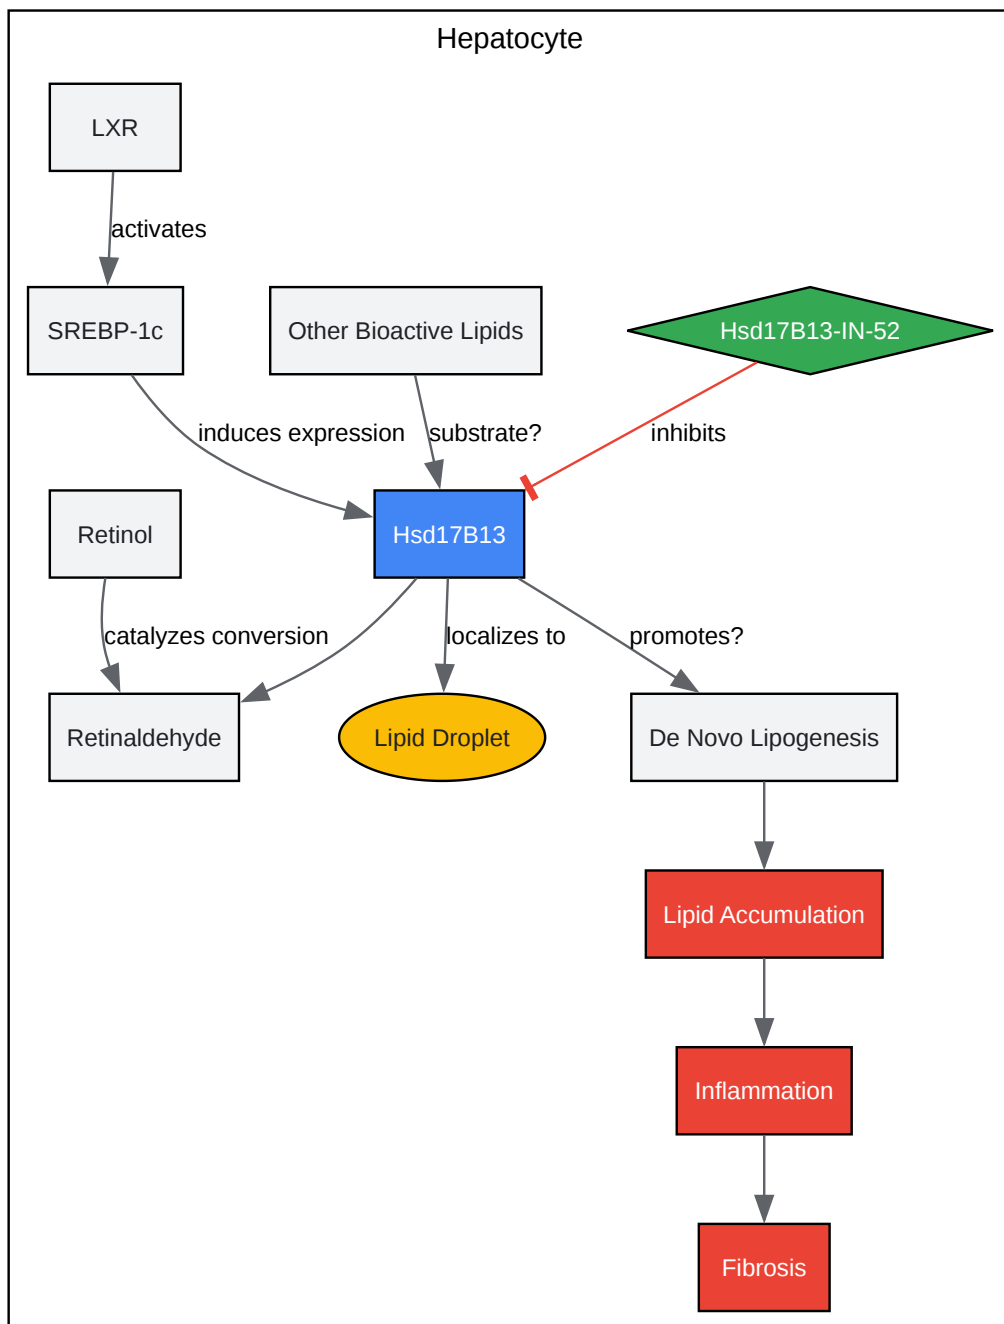 Hepatocyte
LXR
activates
SREBP-1c
Other Bioactive Lipids
Hsd17B13-IN-52
induces expression
substrate?
inhibits
Retinol
Hsd17B13
catalyzes conversion
localizes to
promotes?
Retinaldehyde
Lipid Droplet
De Novo Lipogenesis
Lipid Accumulation
Inflammation
Fibrosis